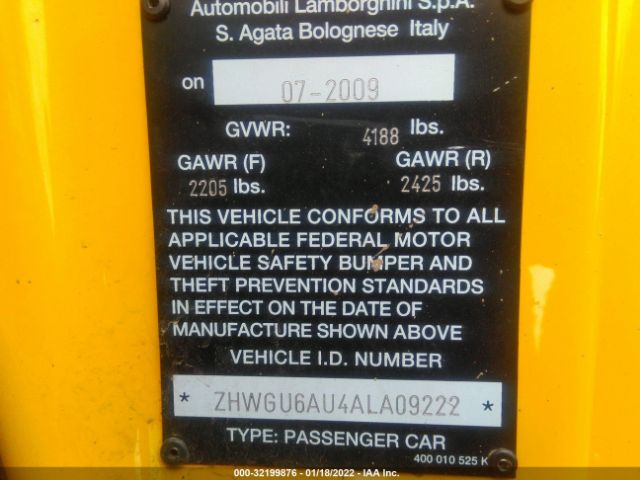 Automobili Lamborghini S.p.A.
S. Agata Bolognese Italy
on 07-2009
GVWR: 4188 lbs.
GAWR (F) GAWR (R)
2205 lbs. 2425 lbs.
THIS VEHICLE CONFORMS TO ALL
APPLICABLE FEDERAL MOTOR
VEHICLE SAFETY BUMPER AND
THEFT PREVENTION STANDARDS
IN EFFECT ON THE DATE OF
MANUFACTURE SHOWN ABOVE
VEHICLE I.D. NUMBER
* ZHWGU6AU4ALA09222 *
TYPE: PASSENGER CAR
400 010 525 K
000-32199876 - 01/18/2022 - IAA Inc.